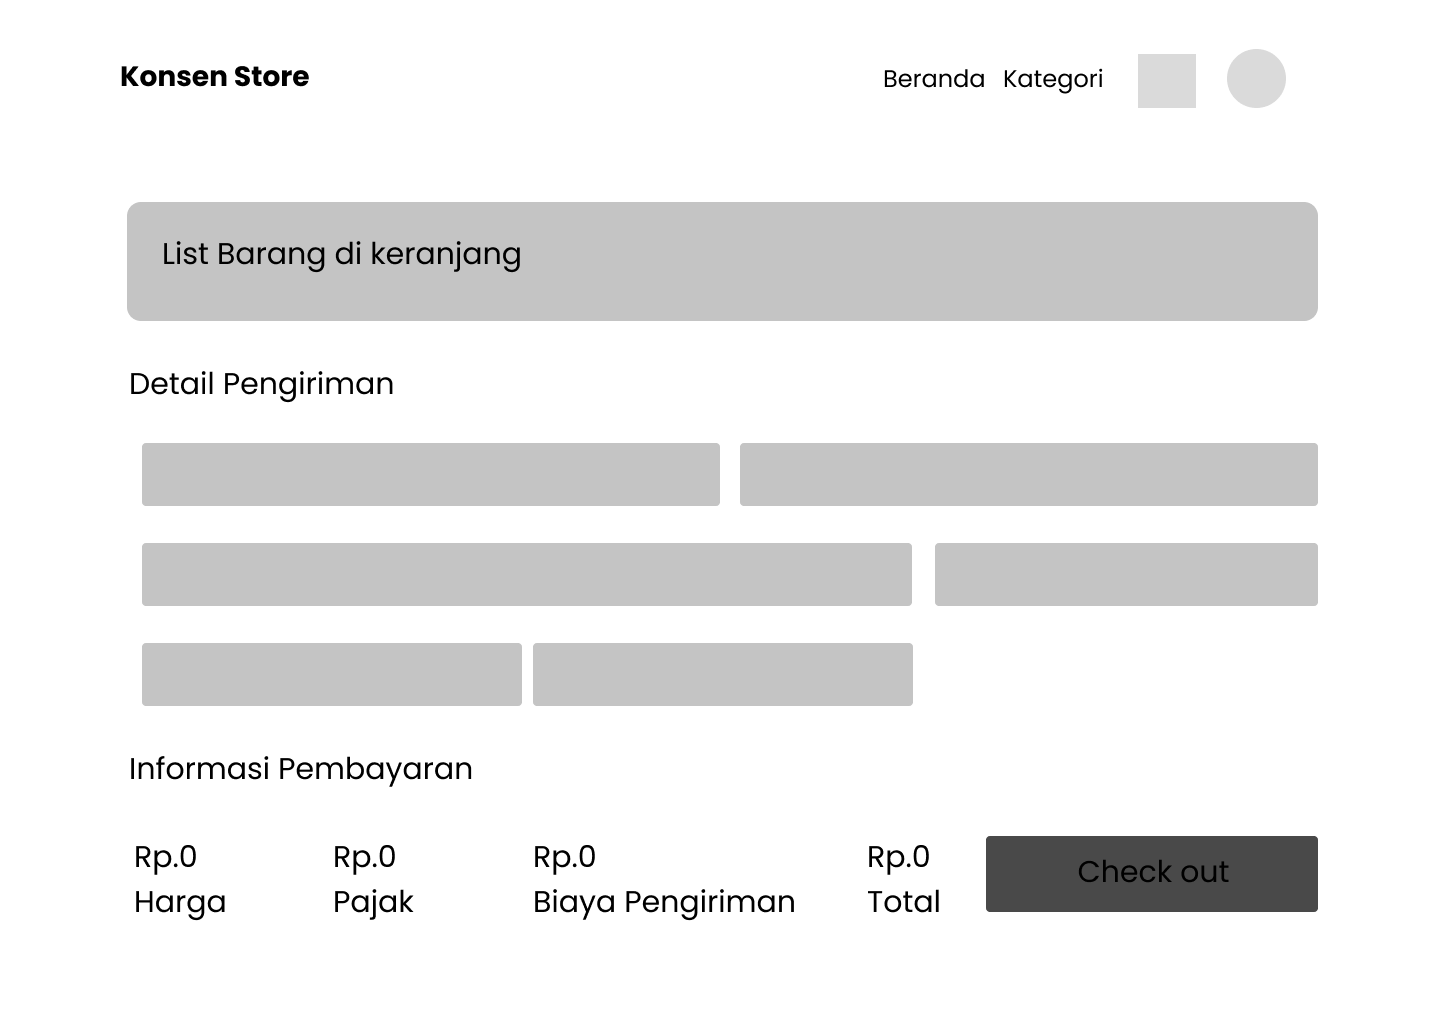 Konsen Store
Beranda Kategori
List Barang di keranjang
Detail Pengiriman
Informasi Pembayaran
Rp.0 Rp.0 Rp.0 Rp.0
Harga Pajak Biaya Pengiriman Total
Check out